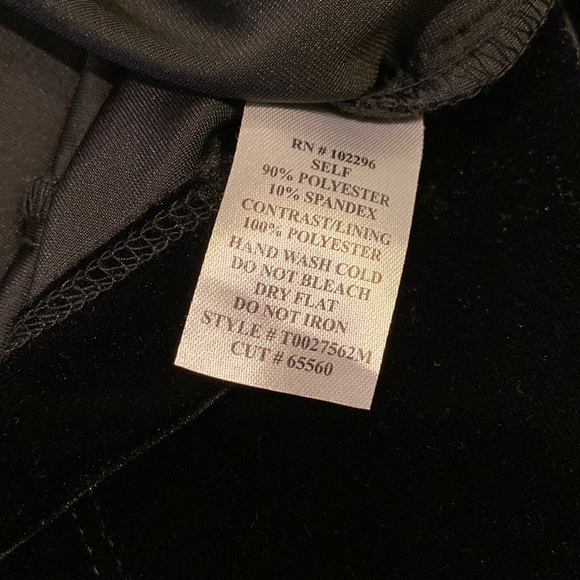 RN # 102296
SELF
90% POLYESTER
10% SPANDEX
CONTRAST/LINING
100% POLYESTER
HAND WASH COLD
DO NOT BLEACH
DRY FLAT
DO NOT IRON
STYLE # T0027562M
CUT # 65560